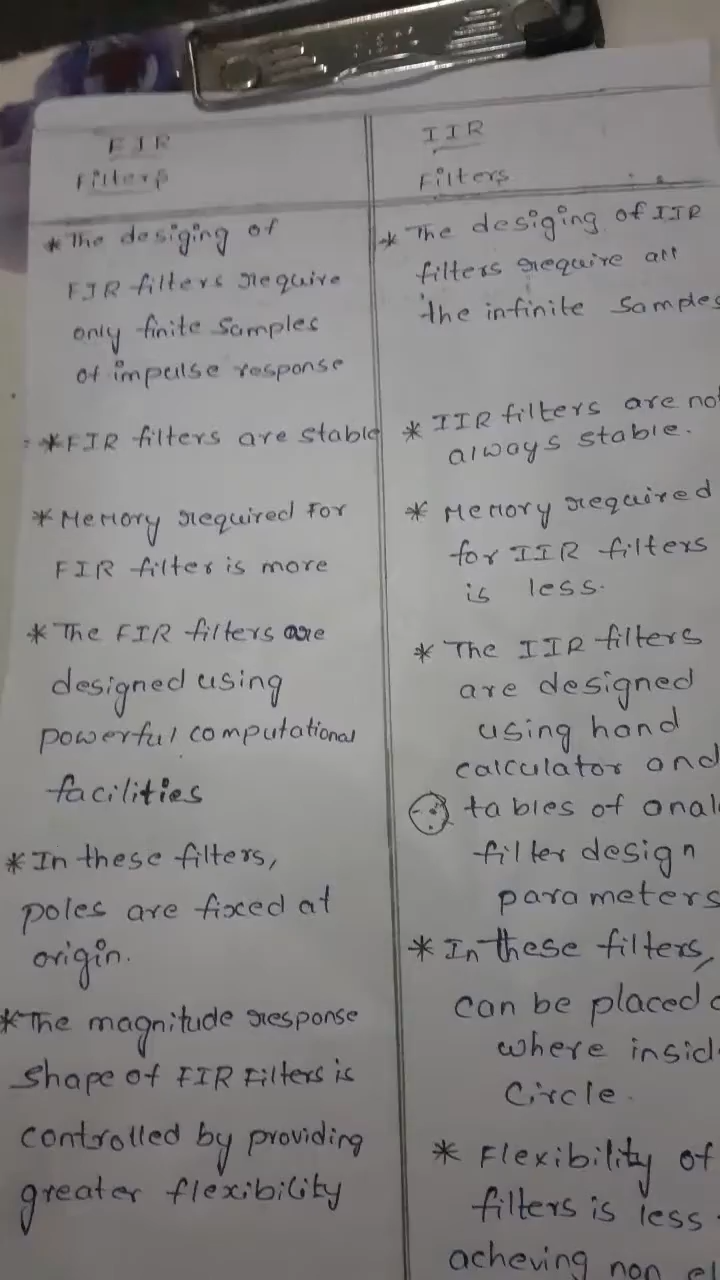 FIR
Filters
* The desiging of
FIR filters require
only finite samples
of impulse response
* FIR filters are stable
* Memory required For
FIR filter is more
* The FIR filters are
designed using
powerful computational
facilities
* In these filters,
poles are fixed at
origin.
* The magnitude response
shape of FIR Filters is
controlled by providing
greater flexibility
IIR
Filters
* The desiging of IIR
filters require all
the infinite samples
* IIR filters are not
always stable.
* Memory required
for IIR filters
is less.
* The IIR filters
are designed
using hand
calculator and
tables of anal
filter design
parameters
* In these filters,
can be placed
where insid
circle.
* Flexibility of
filters is less
acheving non el